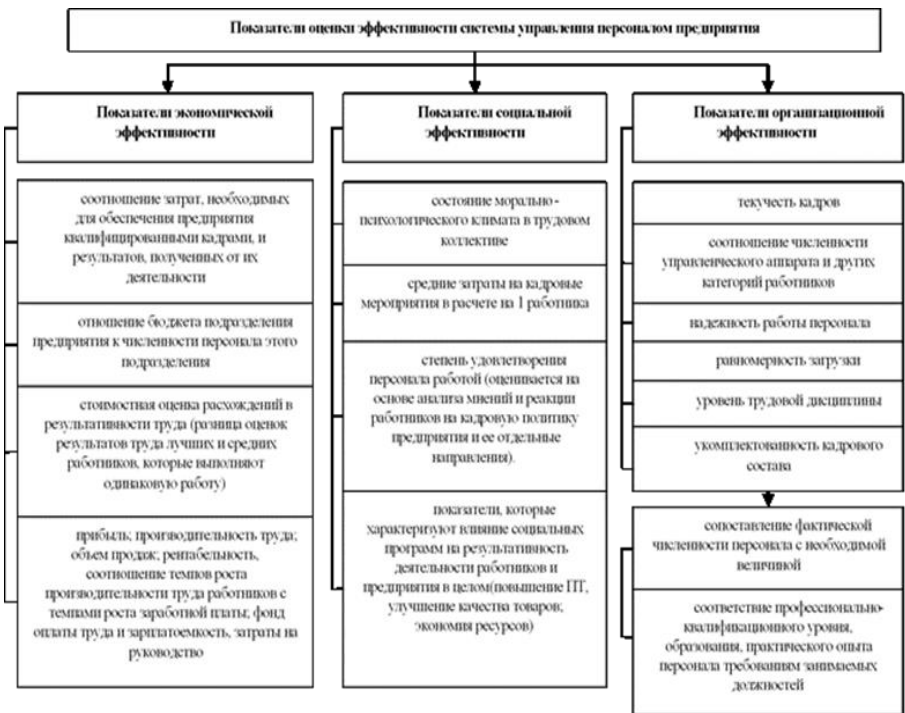 Показатели оценки эффективности системы управления персоналом предприятия
Показатели экономической
эффективности
соотношение затрат, необходимых
для обеспечения предприятия
квалифицированными кадрами, и
результатов, полученных от их
деятельности
отношение бюджета подразделения
предприятия к численности персонала этого
подразделения
стоимостная оценка расхождений в
результативности труда (разница оценок
результатов труда лучших и средних
работников, которые выполняют
одинаковую работу)
прибыль; производительность труда;
объем продаж; рентабельность,
соотношение темпов роста
производительности труда работников с
темпами роста заработной платы; фонд
оплаты труда и зарплатоемкость, затраты на
руководство
Показатели социальной
эффективности
состояние морально-
психологического климата в трудовом
коллективе
средние затраты на кадровые
мероприятия в расчете на 1 работника
степень удовлетворения
персонала работой (оценивается на
основе анализа мнений и реакции
работников на кадровую политику
предприятия и ее отдельные
направления).
показатели, которые
характеризуют влияние социальных
программ на результативность
деятельности работников и
предприятия в целом(повышение ПТ,
улучшение качества товаров;
экономия ресурсов)
Показатели организационной
эффективности
текучесть кадров
соотношение численности
управленческого аппарата и других
категорий работников
надежность работы персонала
равномерность загрузки
уровень трудовой дисциплины
укомплектованность кадрового
состава
сопоставление фактической
численности персонала с необходимой
величиной
соответствие профессионально-
квалификационного уровня,
образования, практического опыта
персонала требованиям занимаемых
должностей